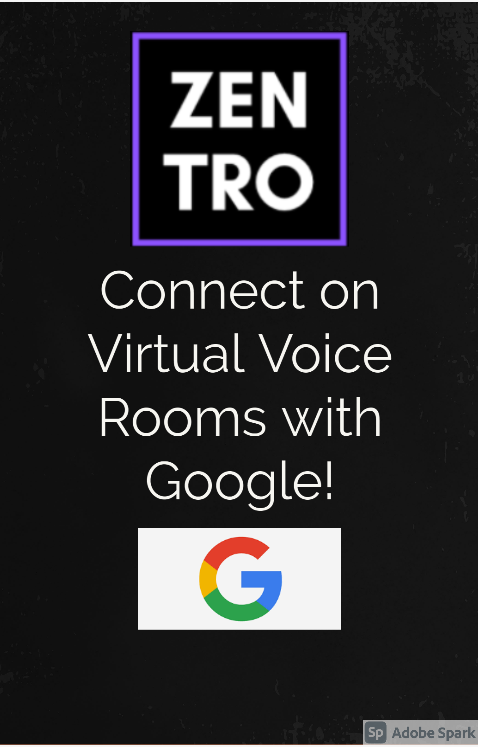 ZEN
TRO
Connect on
Virtual Voice
Rooms with
Google!
G
Sp Adobe Spark